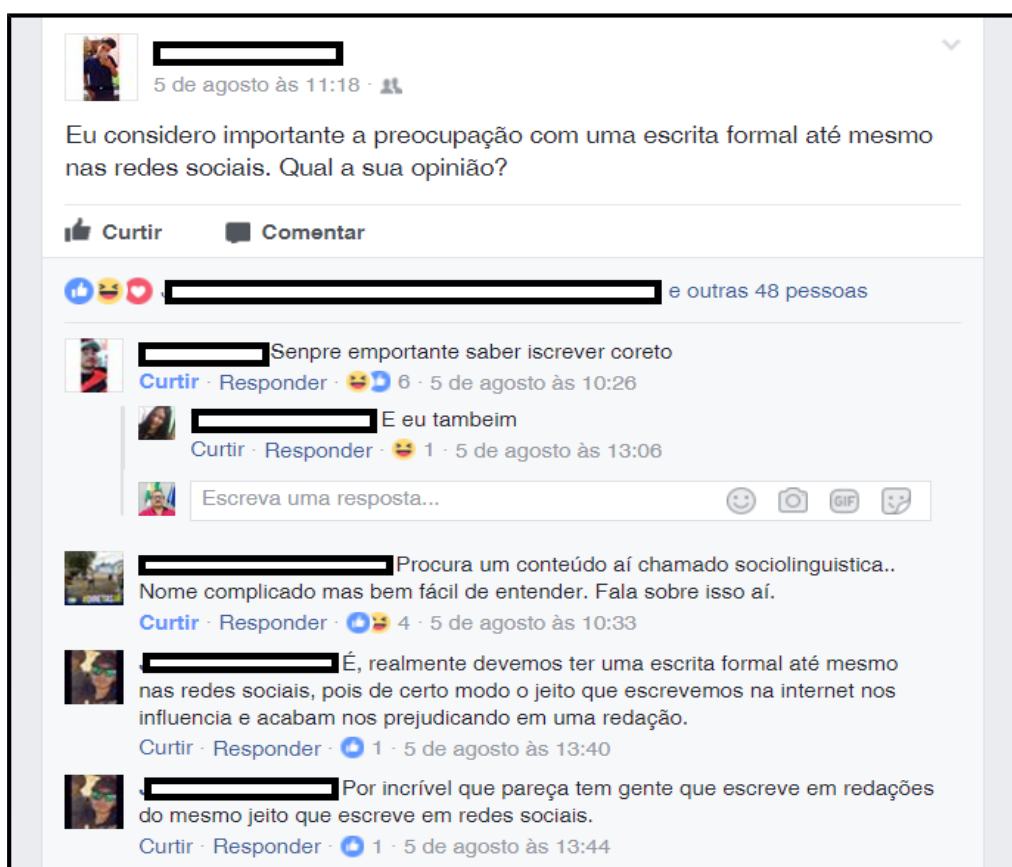 5 de agosto às 11:18 ·
Eu considero importante a preocupação com uma escrita formal até mesmo
nas redes sociais. Qual a sua opinião?
Curtir Comentar
e outras 48 pessoas
Senpre emportante saber iscrever coreto
Curtir · Responder · 6 · 5 de agosto às 10:26
E eu tambeim
Curtir · Responder · 1 · 5 de agosto às 13:06
Escreva uma resposta... GIF
Procura um conteúdo aí chamado sociolinguistica..
Nome complicado mas bem fácil de entender. Fala sobre isso aí.
Curtir · Responder · 4 · 5 de agosto às 10:33
É, realmente devemos ter uma escrita formal até mesmo
nas redes sociais, pois de certo modo o jeito que escrevemos na internet nos
influencia e acabam nos prejudicando em uma redação.
Curtir · Responder · 1 · 5 de agosto às 13:40
Por incrível que pareça tem gente que escreve em redações
do mesmo jeito que escreve em redes sociais.
Curtir · Responder · 1 · 5 de agosto às 13:44